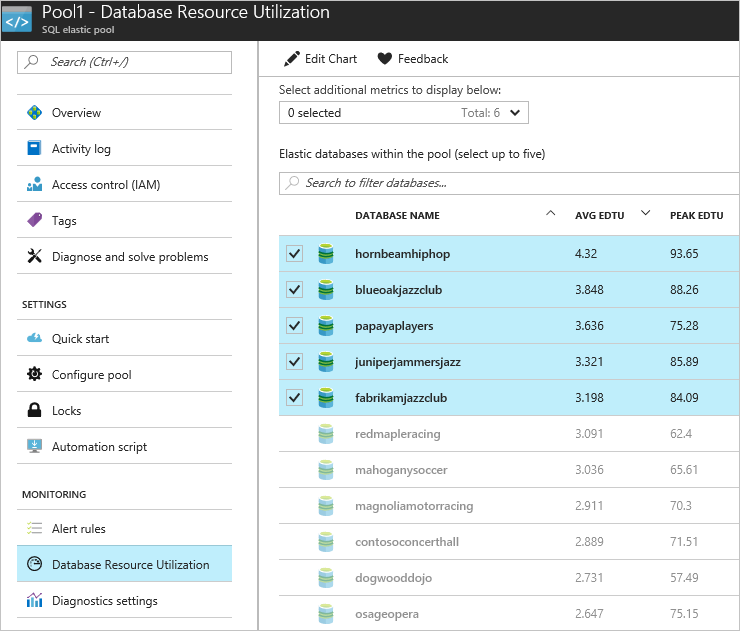 </>
Pool1 - Database Resource Utilization
SQL elastic pool
Search (Ctrl+/)
Overview
Activity log
Access control (IAM)
Tags
Diagnose and solve problems
SETTINGS
Quick start
Configure pool
Locks
Automation script
MONITORING
Alert rules
Database Resource Utilization
Diagnostics settings
Edit Chart Feedback
Select additional metrics to display below:
0 selected Total: 6
Elastic databases within the pool (select up to five)
Search to filter databases...
DATABASE NAME AVG EDTU PEAK EDTU
hornbeamhiphop 4.32 93.65
blueoakjazzclub 3.848 88.26
papayaplayers 3.636 75.28
juniperjammersjazz 3.321 85.89
fabrikamjazzclub 3.198 84.09
redmapleracing 3.091 62.4
mahoganysoccer 3.036 65.61
magnoliamotorracing 2.911 70.3
contosoconcerthall 2.889 71.51
dogwooddojo 2.731 57.49
osageopera 2.647 75.15